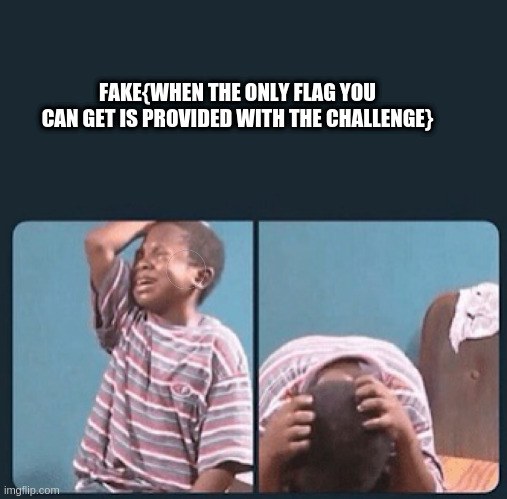 FAKE{WHEN THE ONLY FLAG YOU
CAN GET IS PROVIDED WITH THE CHALLENGE}
imgflip.com